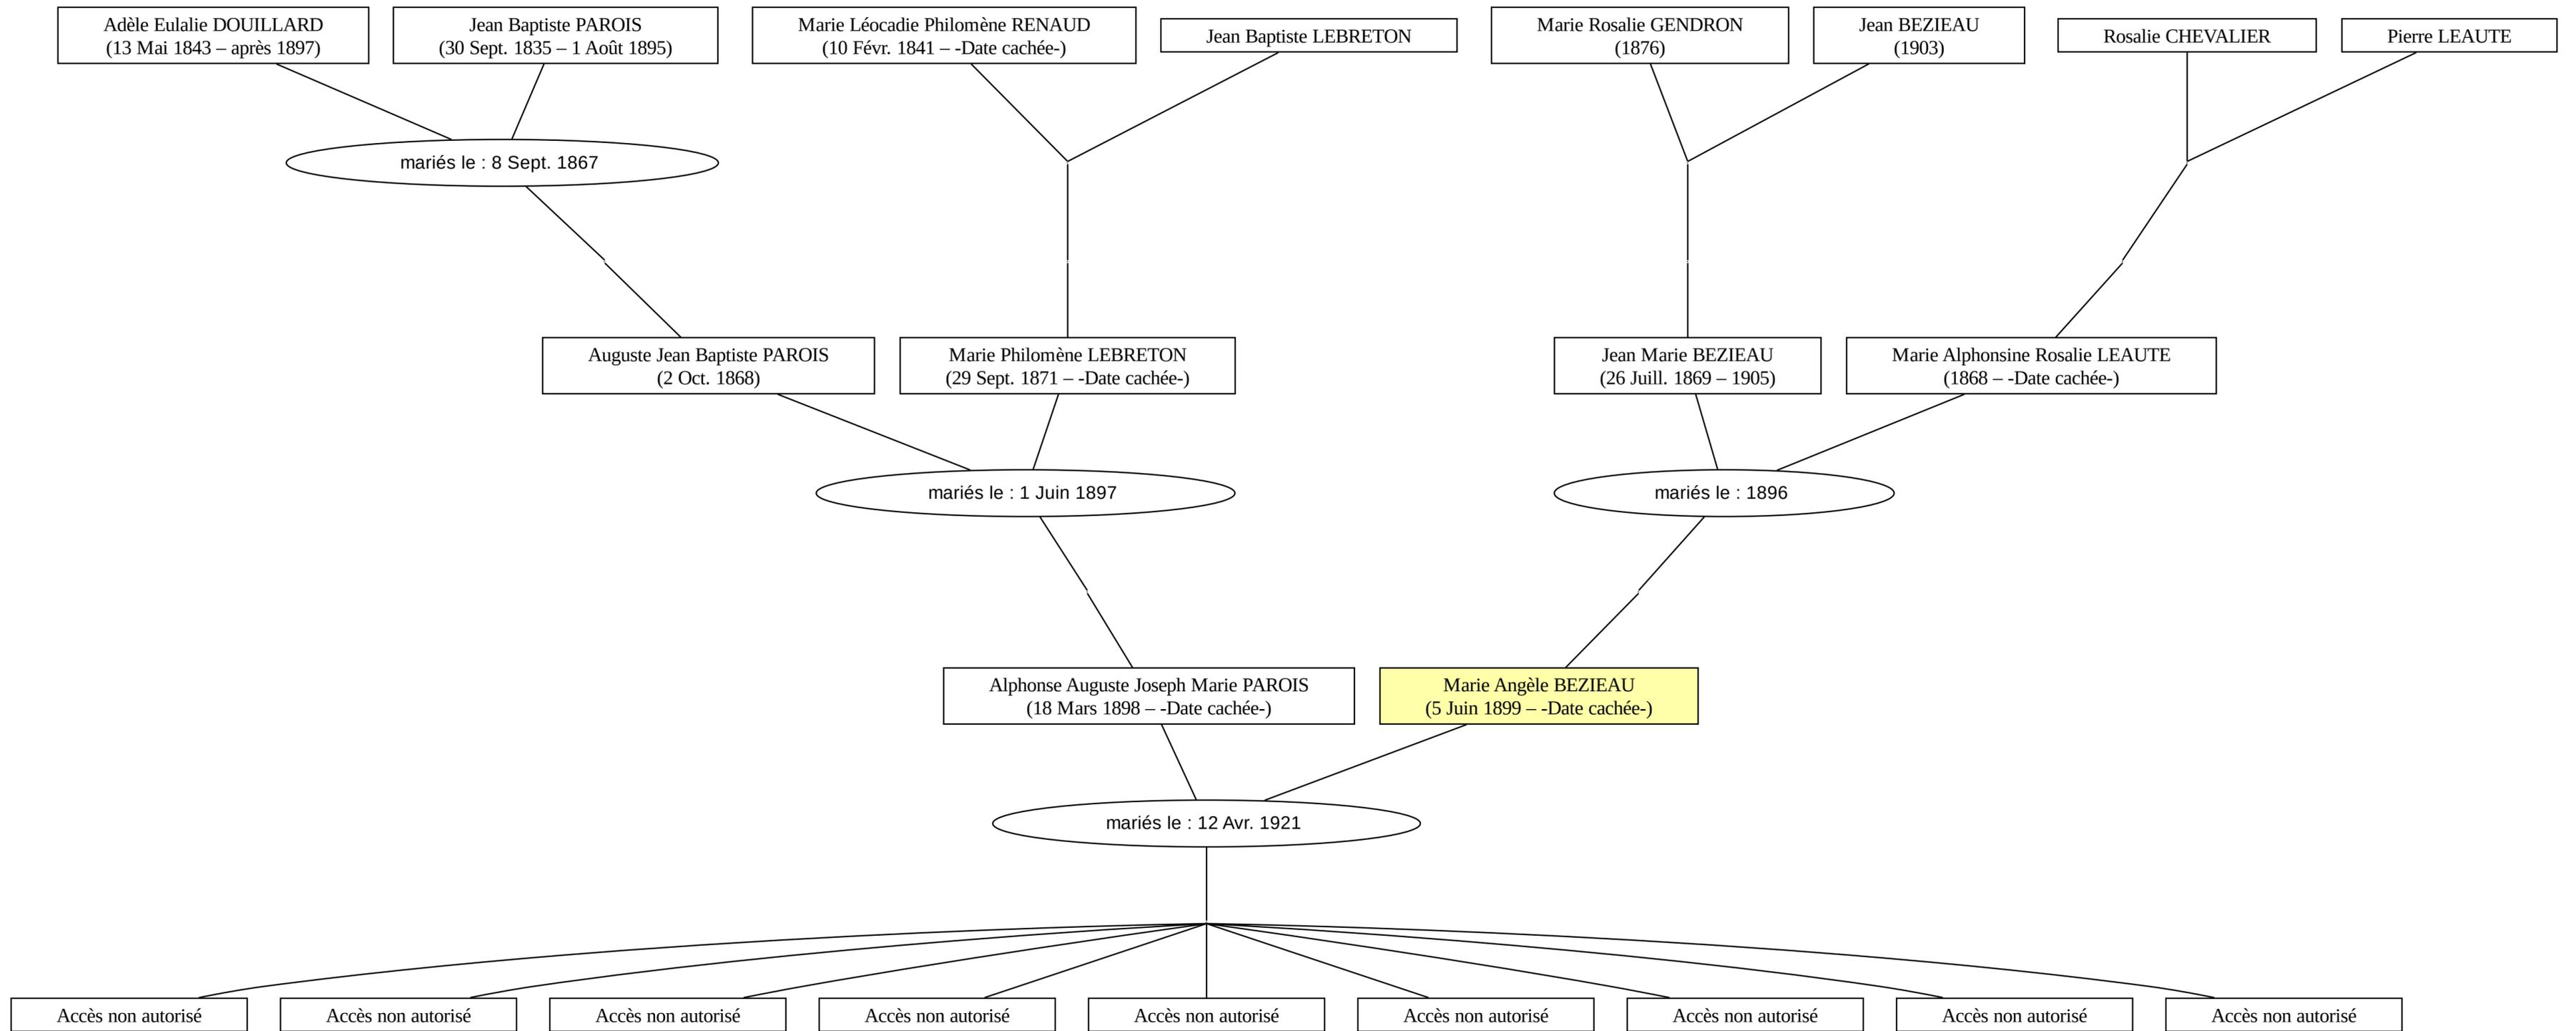 Adèle Eulalie DOUILLARD
(13 Mai 1843 – après 1897)
Jean Baptiste PAROIS
(30 Sept. 1835 – 1 Août 1895)
Marie Léocadie Philomène RENAUD
(10 Févr. 1841 – -Date cachée-)
Jean Baptiste LEBRETON
Marie Rosalie GENDRON
(1876)
Jean BEZIEAU
(1903)
Rosalie CHEVALIER
Pierre LEAUTE
mariés le : 8 Sept. 1867
Auguste Jean Baptiste PAROIS
(2 Oct. 1868)
Marie Philomène LEBRETON
(29 Sept. 1871 – -Date cachée-)
Jean Marie BEZIEAU
(26 Juill. 1869 – 1905)
Marie Alphonsine Rosalie LEAUTE
(1868 – -Date cachée-)
mariés le : 1 Juin 1897
mariés le : 1896
Alphonse Auguste Joseph Marie PAROIS
(18 Mars 1898 – -Date cachée-)
Marie Angèle BEZIEAU
(5 Juin 1899 – -Date cachée-)
mariés le : 12 Avr. 1921
Accès non autorisé
Accès non autorisé
Accès non autorisé
Accès non autorisé
Accès non autorisé
Accès non autorisé
Accès non autorisé
Accès non autorisé
Accès non autorisé